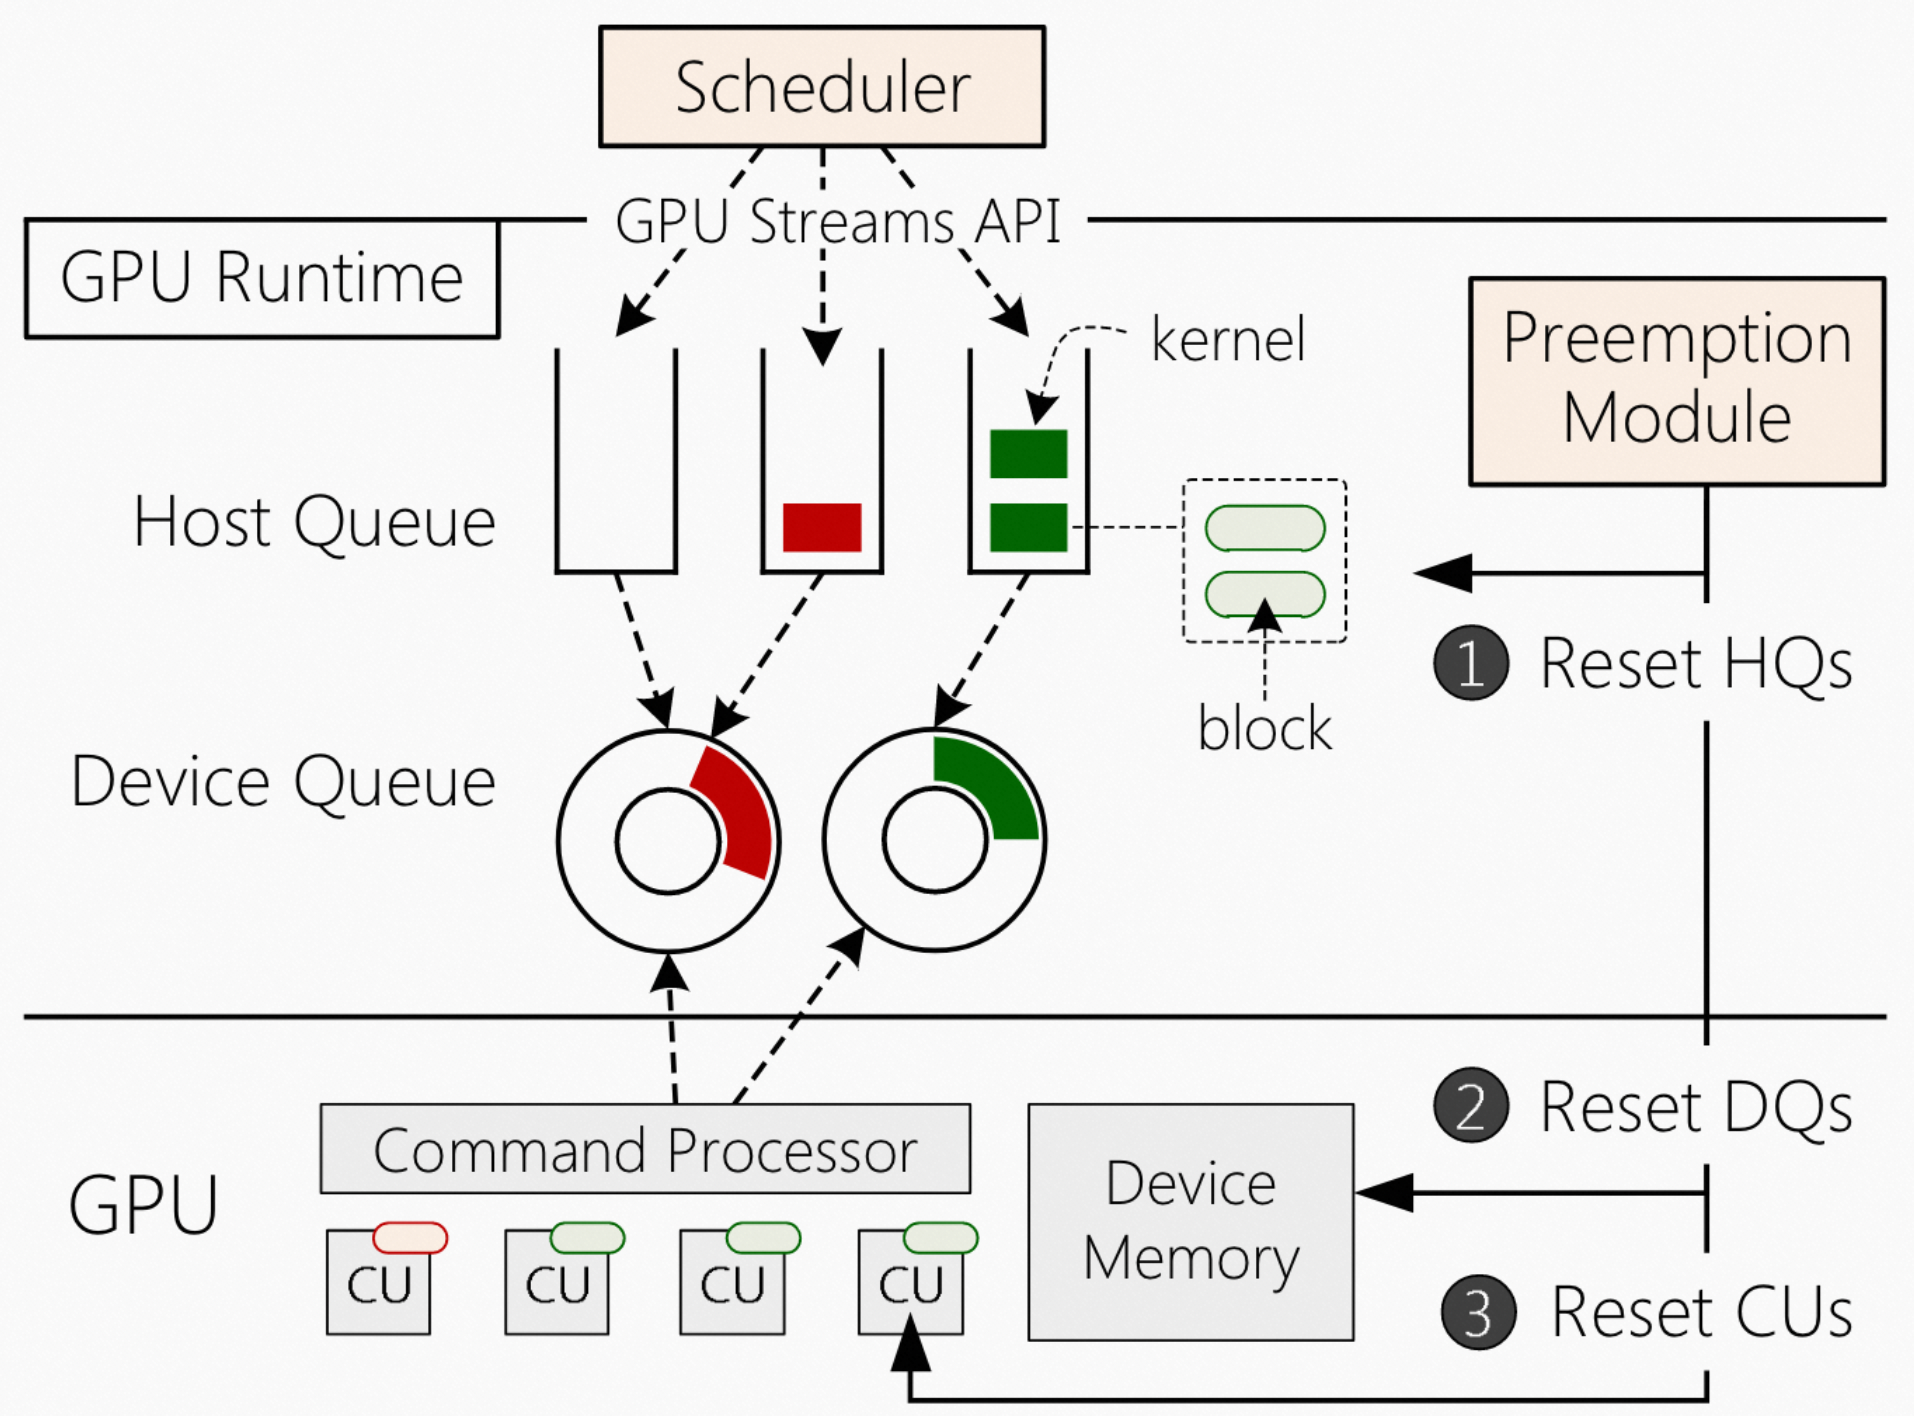 Scheduler
GPU Streams API
GPU Runtime
kernel
Preemption
Module
Host Queue
1 Reset HQs
block
Device Queue
Command Processor
Device
Memory
2 Reset DQs
GPU
CU
CU
CU
CU
3 Reset CUs